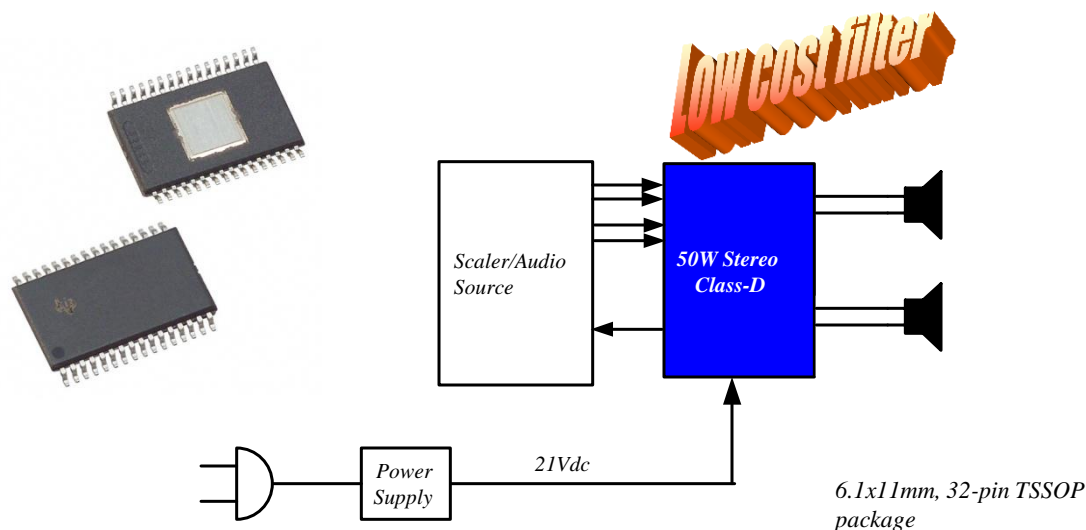 Low cost filter
Scaler/Audio
Source
50W Stereo
Class-D
Power
Supply
21Vdc
6.1x11mm, 32-pin TSSOP
package